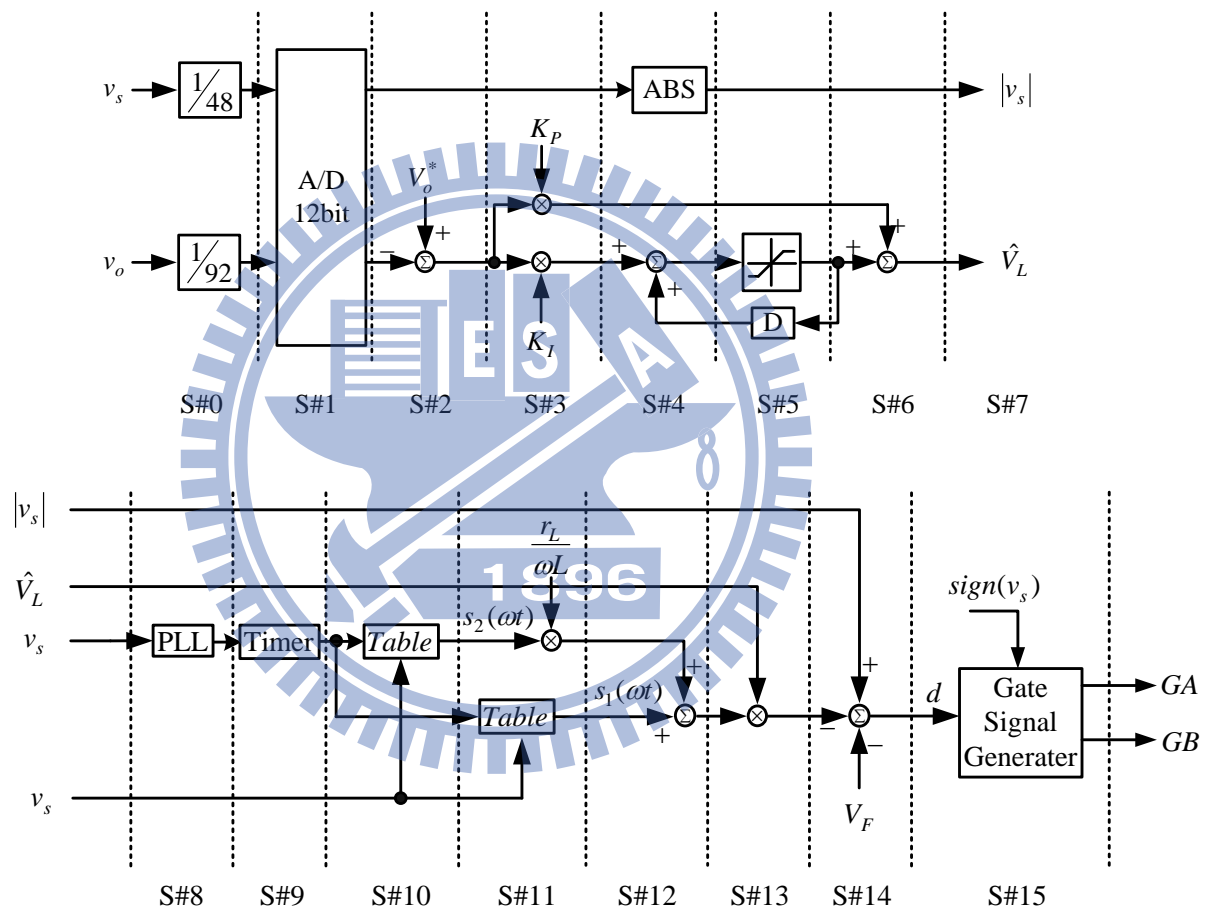 v_s 1/48 ABS |v_s|
K_P
A/D
12bit
V_o^*
+ + +
v_o 1/92 − Σ × + Σ + Σ V̂_L
+
D
K_I
E S A
S#0 S#1 S#2 S#3 S#4 S#5 S#6 S#7
|v_s|
r_L/ωL
1896
V̂_L
sign(v_s)
v_s PLL Timer Table s_2(ωt) ×
+ +
Table s_1(ωt) + Σ × − Σ d Gate Signal Generater GA
−
GB
v_s
V_F
S#8 S#9 S#10 S#11 S#12 S#13 S#14 S#15